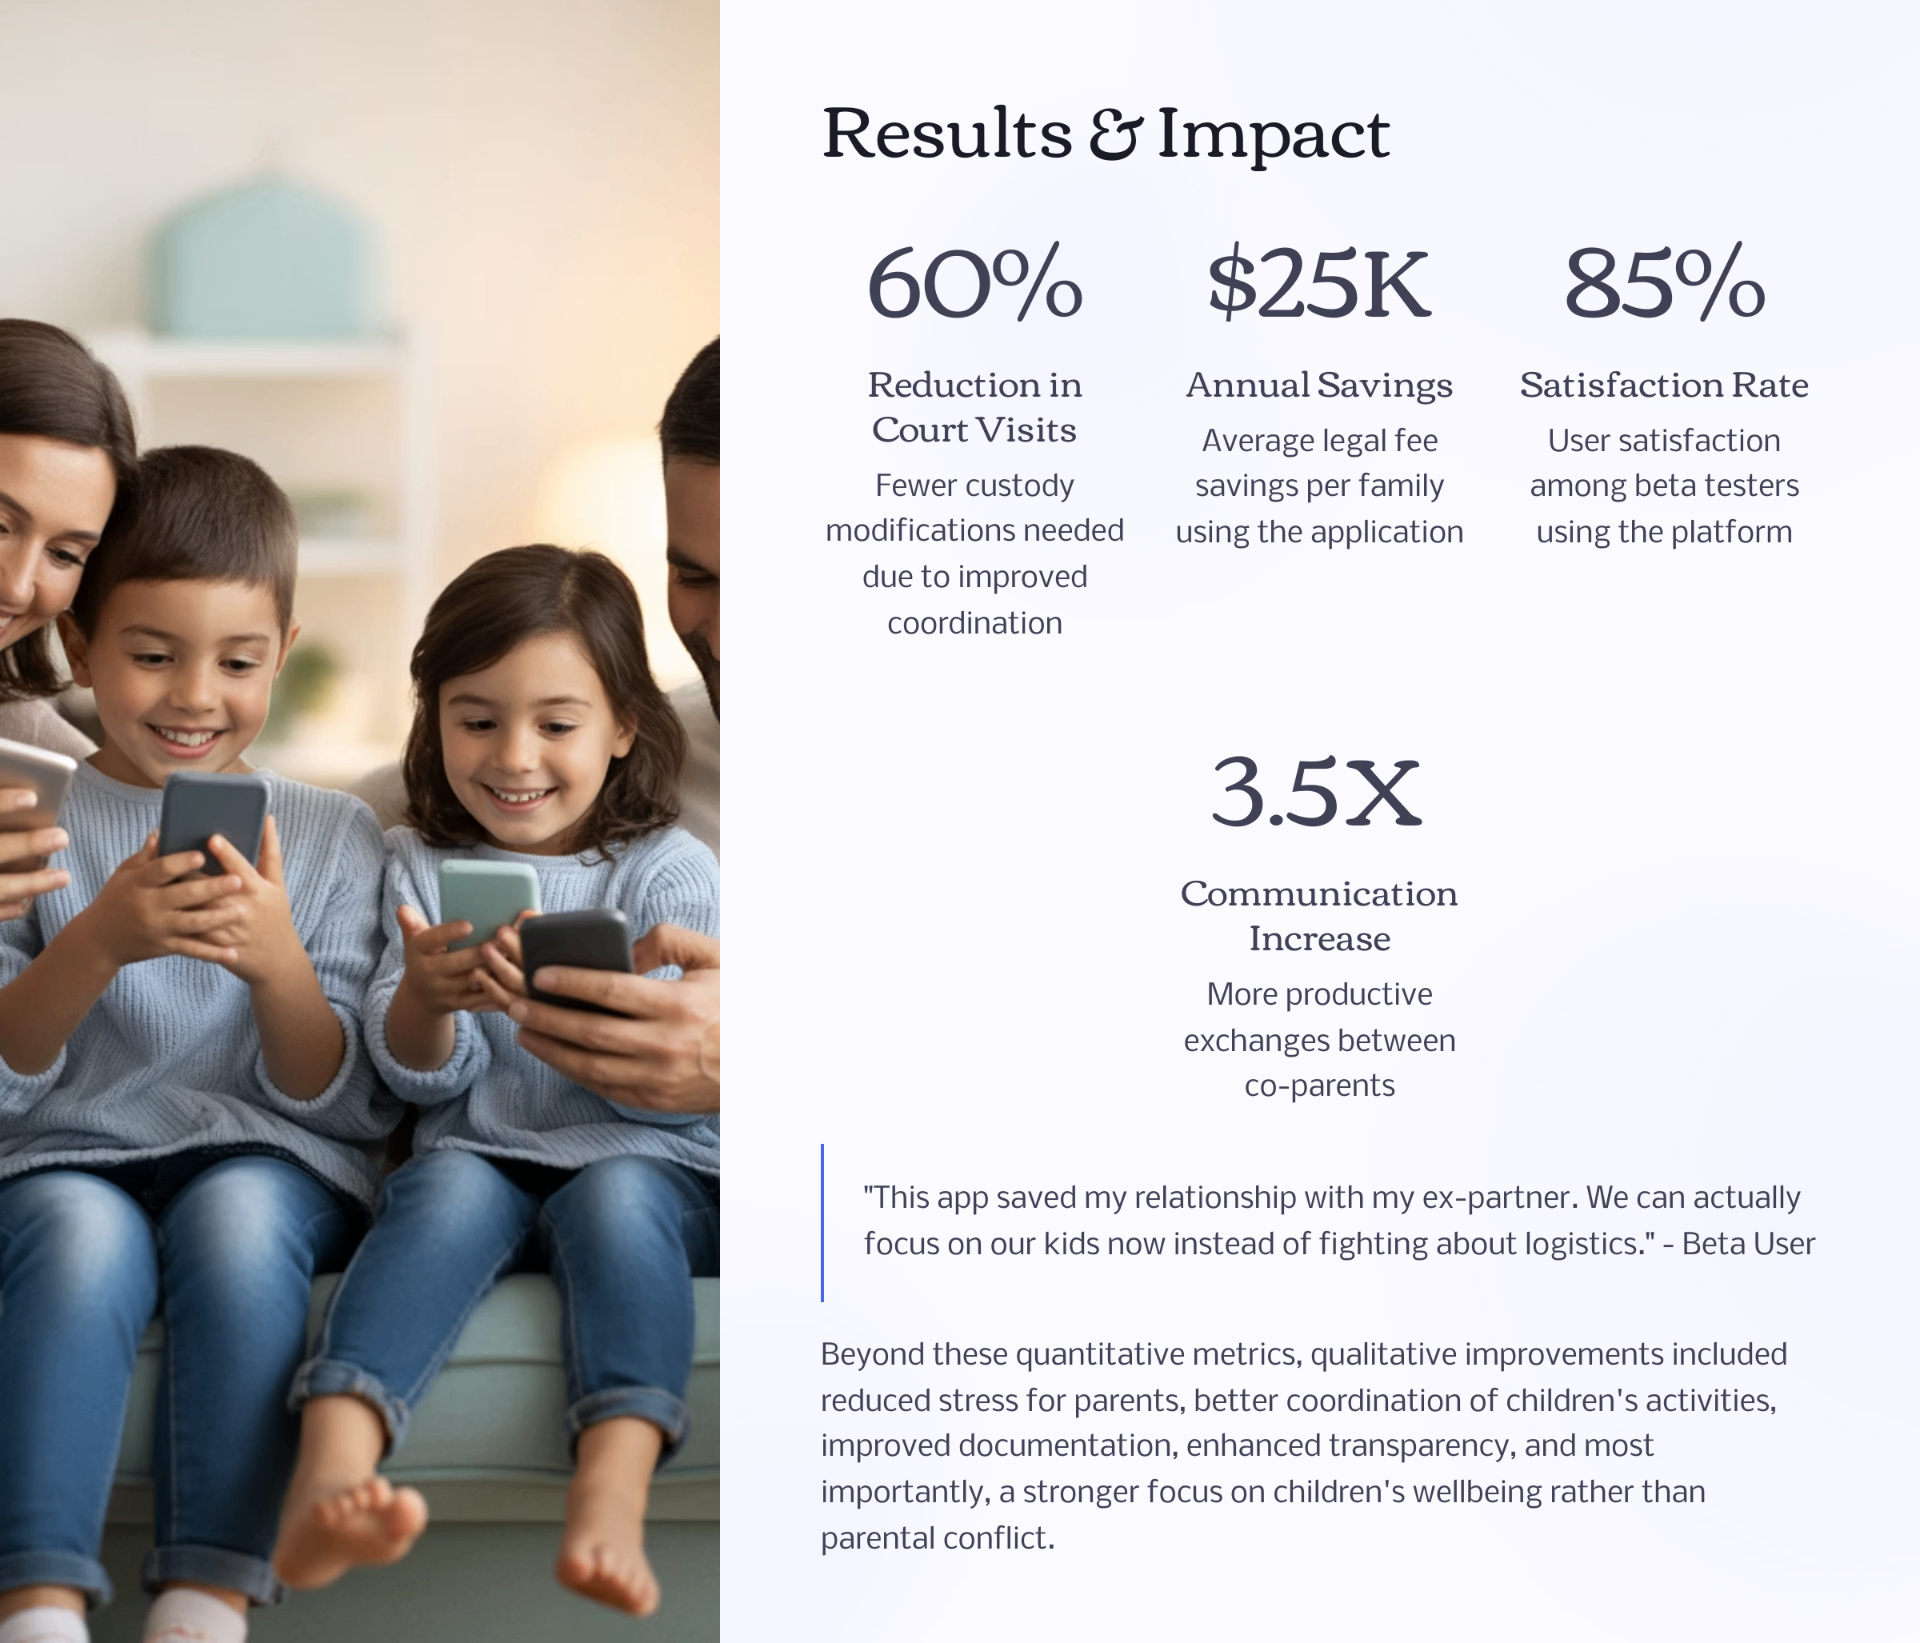 Results & Impact
60%
Reduction in
Court Visits
Fewer custody
modifications needed
due to improved
coordination
$25K
Annual Savings
Average legal fee
savings per family
using the application
85%
Satisfaction Rate
User satisfaction
among beta testers
using the platform
3.5X
Communication
Increase
More productive
exchanges between
co-parents
"This app saved my relationship with my ex-partner. We can actually
focus on our kids now instead of fighting about logistics." - Beta User
Beyond these quantitative metrics, qualitative improvements included
reduced stress for parents, better coordination of children's activities,
improved documentation, enhanced transparency, and most
importantly, a stronger focus on children's wellbeing rather than
parental conflict.